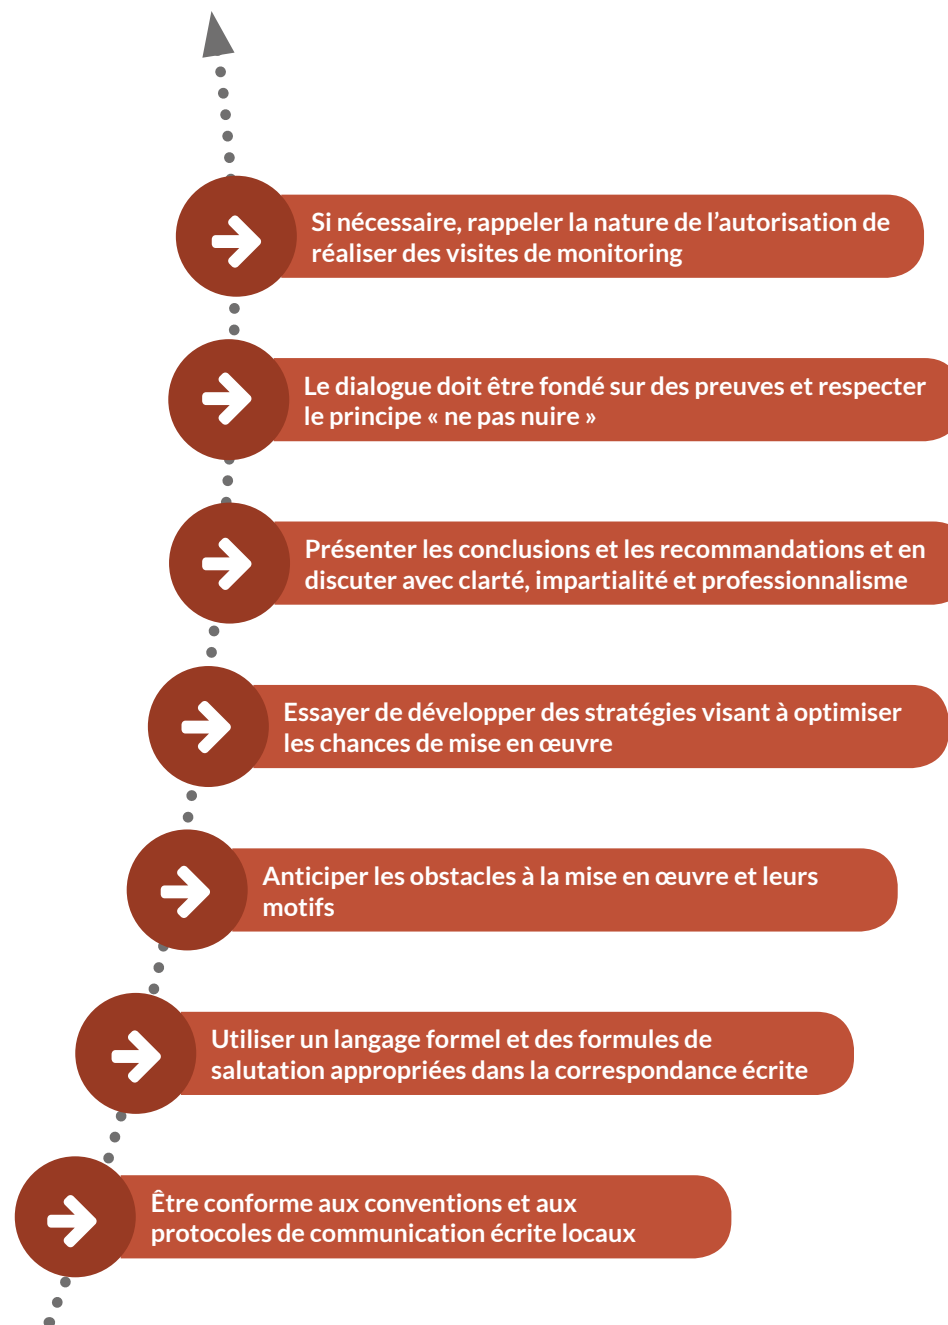 Si nécessaire, rappeler la nature de l’autorisation de
réaliser des visites de monitoring
Le dialogue doit être fondé sur des preuves et respecter
le principe « ne pas nuire »
Présenter les conclusions et les recommandations et en
discuter avec clarté, impartialité et professionnalisme
Essayer de développer des stratégies visant à optimiser
les chances de mise en œuvre
Anticiper les obstacles à la mise en œuvre et leurs
motifs
Utiliser un langage formel et des formules de
salutation appropriées dans la correspondance écrite
Être conforme aux conventions et aux
protocoles de communication écrite locaux